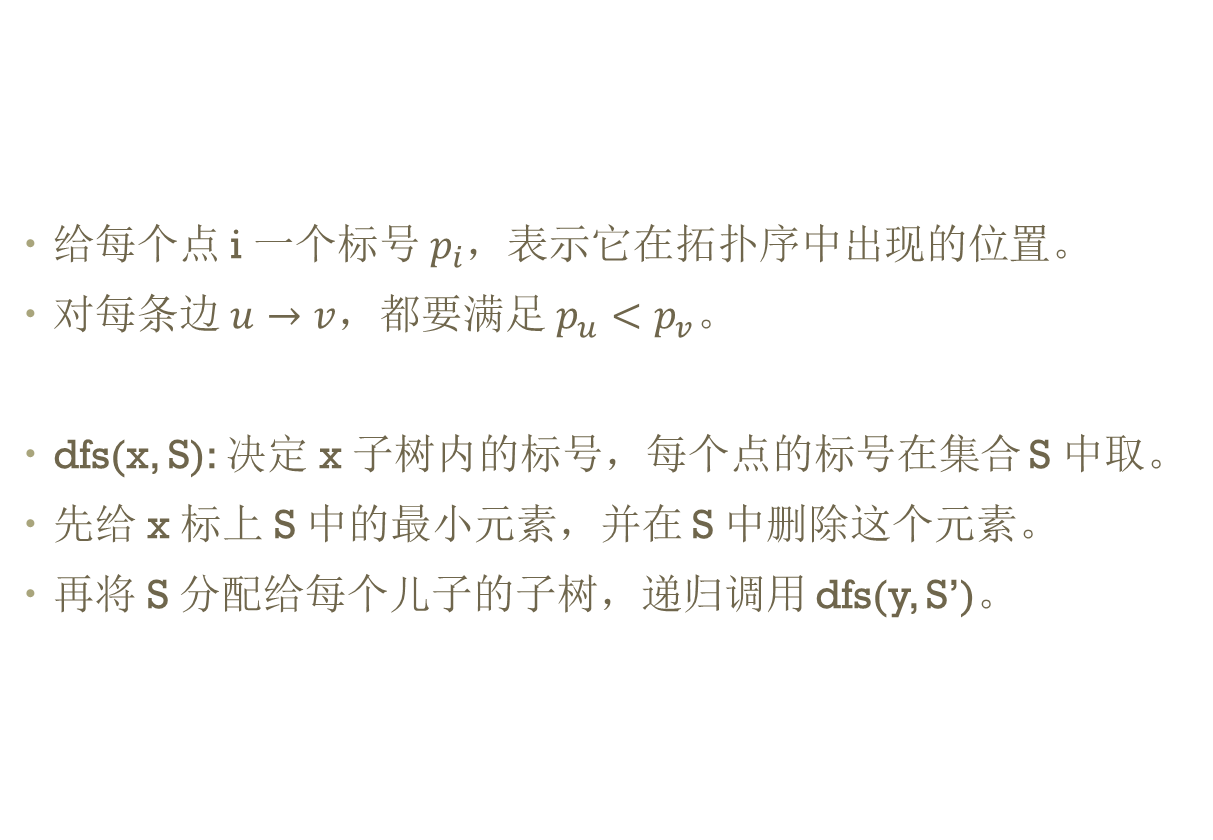 • 给每个点 i 一个标号 pᵢ，表示它在拓扑序中出现的位置。
• 对每条边 u → v，都要满足 pᵤ < pᵥ。
• dfs(x, S): 决定 x 子树内的标号，每个点的标号在集合 S 中取。
• 先给 x 标上 S 中的最小元素，并在 S 中删除这个元素。
• 再将 S 分配给每个儿子的子树，递归调用 dfs(y, S’)。